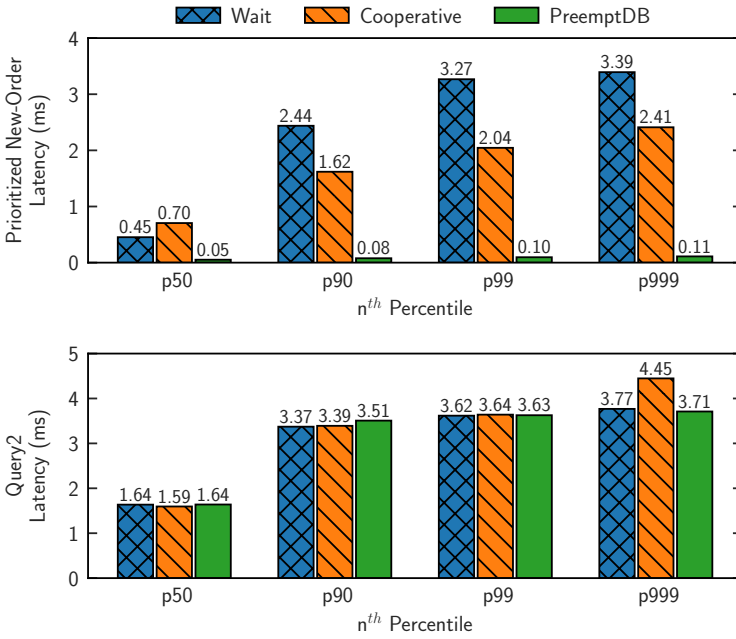 Wait Cooperative PreemptDB
Prioritized New-Order
Latency (ms)
4
3
2
1
0
0.45 0.70 0.05
2.44 1.62 0.08
3.27 2.04 0.10
3.39 2.41 0.11
p50 p90 p99 p999
nth Percentile
Query2
Latency (ms)
5
4
3
2
1
0
1.64 1.59 1.64
3.37 3.39 3.51
3.62 3.64 3.63
3.77 4.45 3.71
p50 p90 p99 p999
nth Percentile